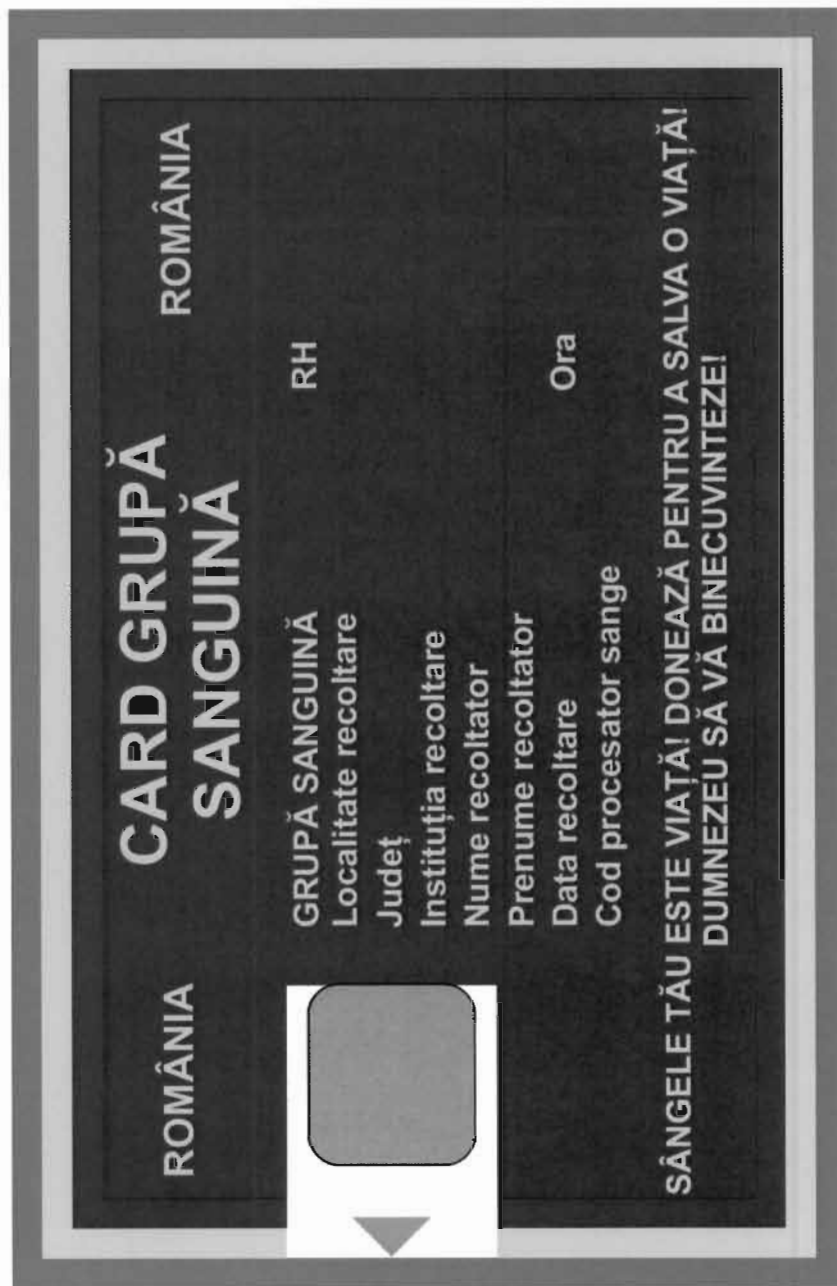 ROMÂNIA CARD GRUPĂ ROMÂNIA
SANGUINĂ
GRUPĂ SANGUINĂ RH
Localitate recoltare
Județ
Instituția recoltare
Nume recoltator
Prenume recoltator
Data recoltare Ora
Cod procesator sange
SÂNGELE TĂU ESTE VIAȚĂ! DONEAZĂ PENTRU A SALVA O VIAȚĂ!
DUMNEZEU SĂ VĂ BINECUVINTEZE!